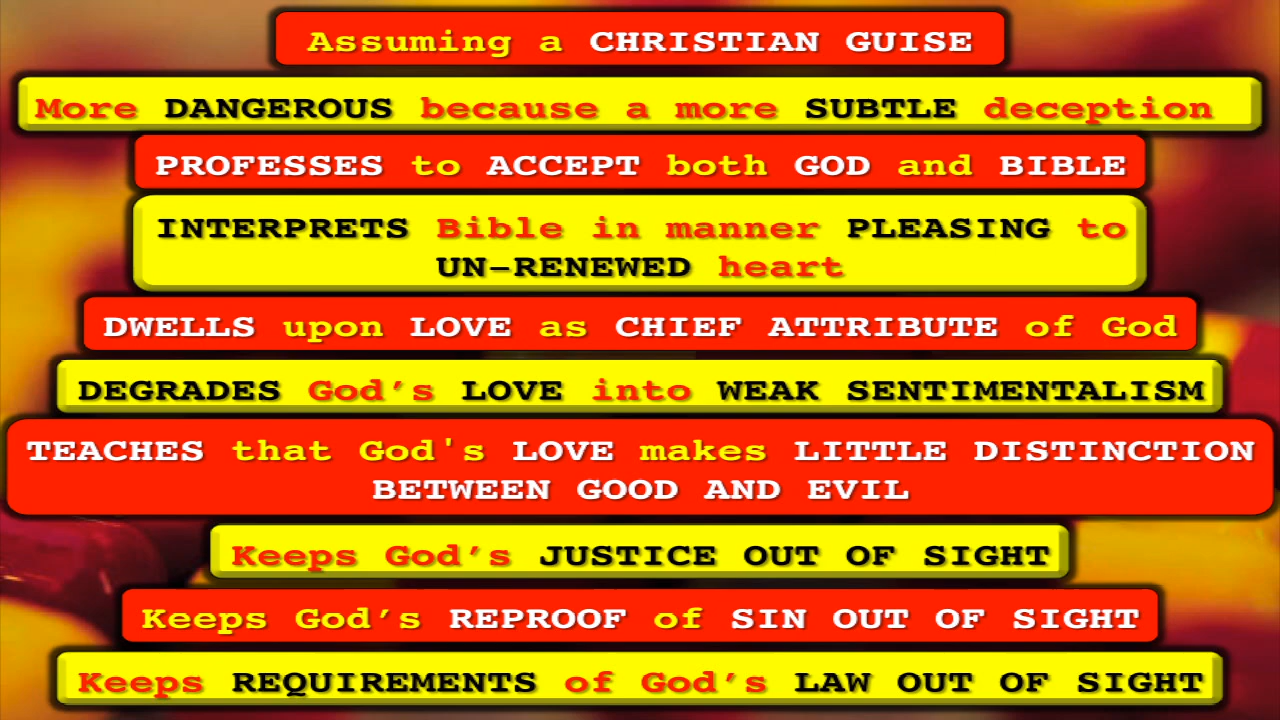 Assuming a CHRISTIAN GUISE
More DANGEROUS because a more SUBTLE deception
PROFESSES to ACCEPT both GOD and BIBLE
INTERPRETS Bible in manner PLEASING to
UN-RENEWED heart
DWELLS upon LOVE as CHIEF ATTRIBUTE of God
DEGRADES God’s LOVE into WEAK SENTIMENTALISM
TEACHES that God's LOVE makes LITTLE DISTINCTION
BETWEEN GOOD AND EVIL
Keeps God’s JUSTICE OUT OF SIGHT
Keeps God’s REPROOF of SIN OUT OF SIGHT
Keeps REQUIREMENTS of God’s LAW OUT OF SIGHT